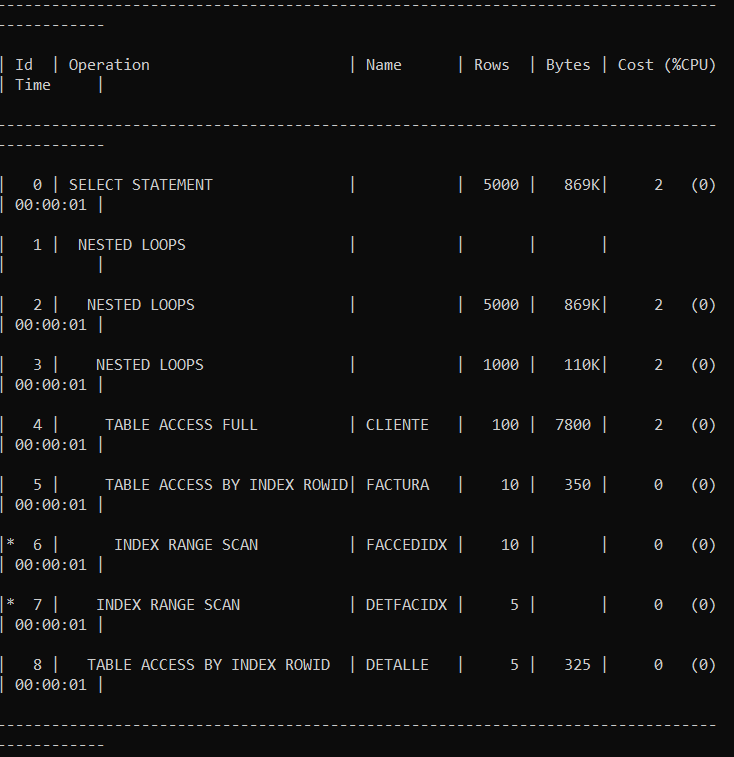 --------------------------------------------------------------------------------
------------
| Id  | Operation                      | Name      | Rows  | Bytes | Cost (%CPU)
| Time     |
--------------------------------------------------------------------------------
------------
|   0 | SELECT STATEMENT               |           |  5000 |   869K|     2   (0)
| 00:00:01 |
|   1 |  NESTED LOOPS                  |           |       |       |
|          |
|   2 |   NESTED LOOPS                 |           |  5000 |   869K|     2   (0)
| 00:00:01 |
|   3 |    NESTED LOOPS                |           |  1000 |   110K|     2   (0)
| 00:00:01 |
|   4 |     TABLE ACCESS FULL          | CLIENTE   |   100 |  7800 |     2   (0)
| 00:00:01 |
|   5 |     TABLE ACCESS BY INDEX ROWID| FACTURA   |    10 |   350 |     0   (0)
| 00:00:01 |
|*  6 |      INDEX RANGE SCAN          | FACCEDIDX |    10 |       |     0   (0)
| 00:00:01 |
|*  7 |    INDEX RANGE SCAN            | DETFACIDX |     5 |       |     0   (0)
| 00:00:01 |
|   8 |   TABLE ACCESS BY INDEX ROWID  | DETALLE   |     5 |   325 |     0   (0)
| 00:00:01 |
--------------------------------------------------------------------------------
------------